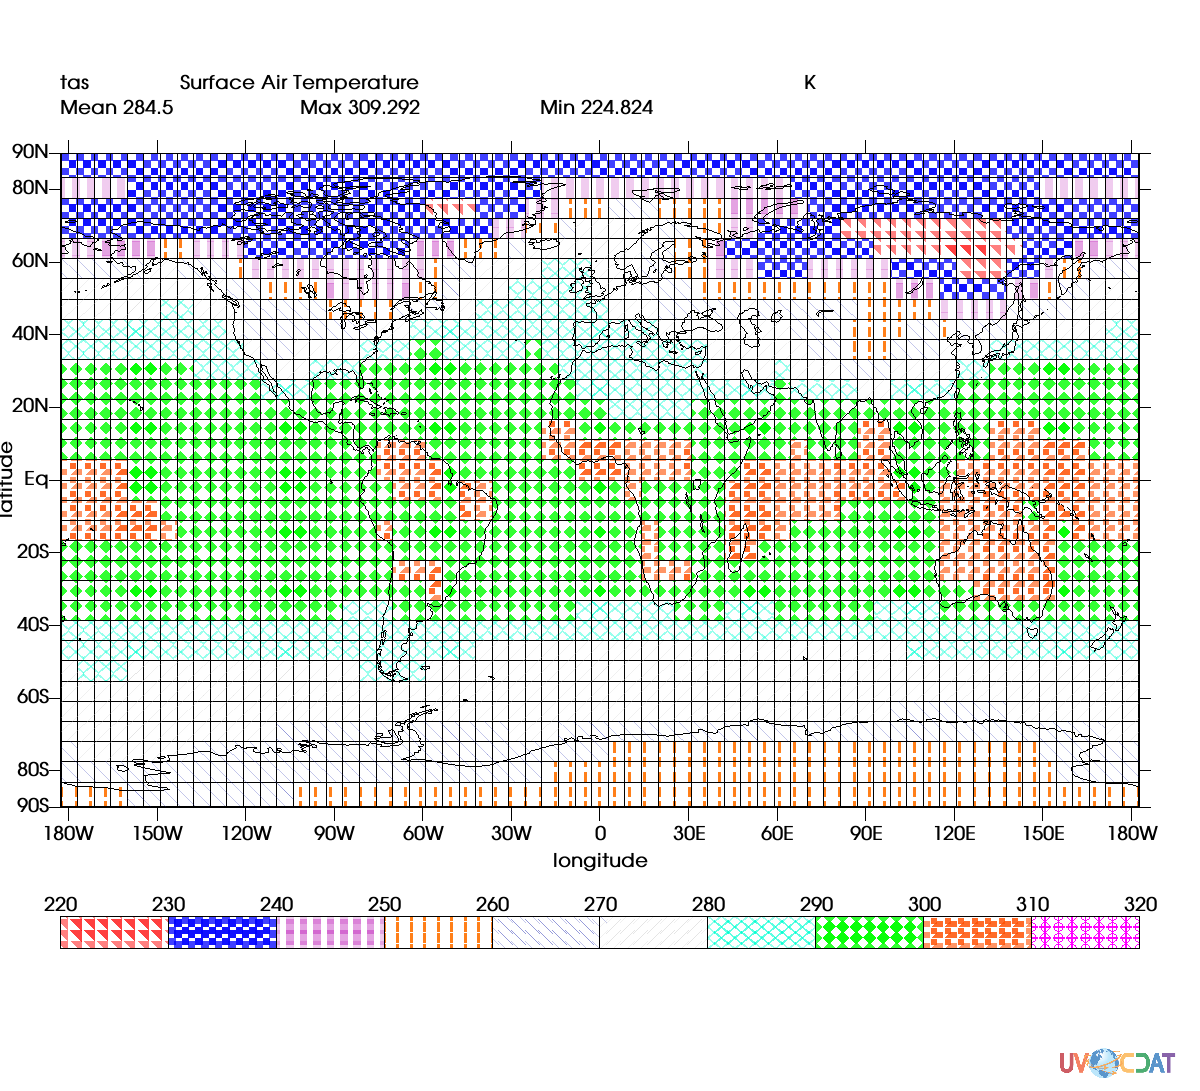 tas Surface Air Temperature K
Mean 284.5 Max 309.292 Min 224.824
90N
80N
60N
40N
20N
Eq
20S
40S
60S
80S
90S
latitude
180W 150W 120W 90W 60W 30W 0 30E 60E 90E 120E 150E 180W
longitude
220 230 240 250 260 270 280 290 300 310 320
UVCDAT